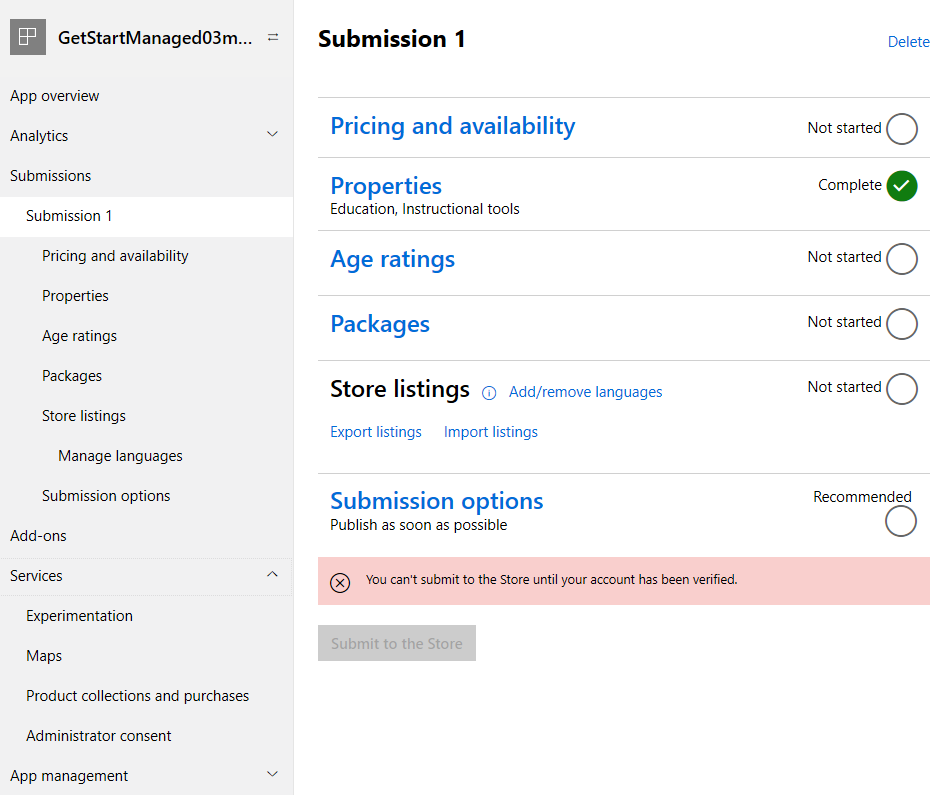 GetStartManaged03m...
App overview
Analytics
Submissions
Submission 1
Pricing and availability
Properties
Age ratings
Packages
Store listings
Manage languages
Submission options
Add-ons
Services
Experimentation
Maps
Product collections and purchases
Administrator consent
App management
Submission 1
Delete
Pricing and availability
Not started
Properties
Complete
Education, Instructional tools
Age ratings
Not started
Packages
Not started
Store listings
Add/remove languages
Not started
Export listings
Import listings
Submission options
Recommended
Publish as soon as possible
You can't submit to the Store until your account has been verified.
Submit to the Store